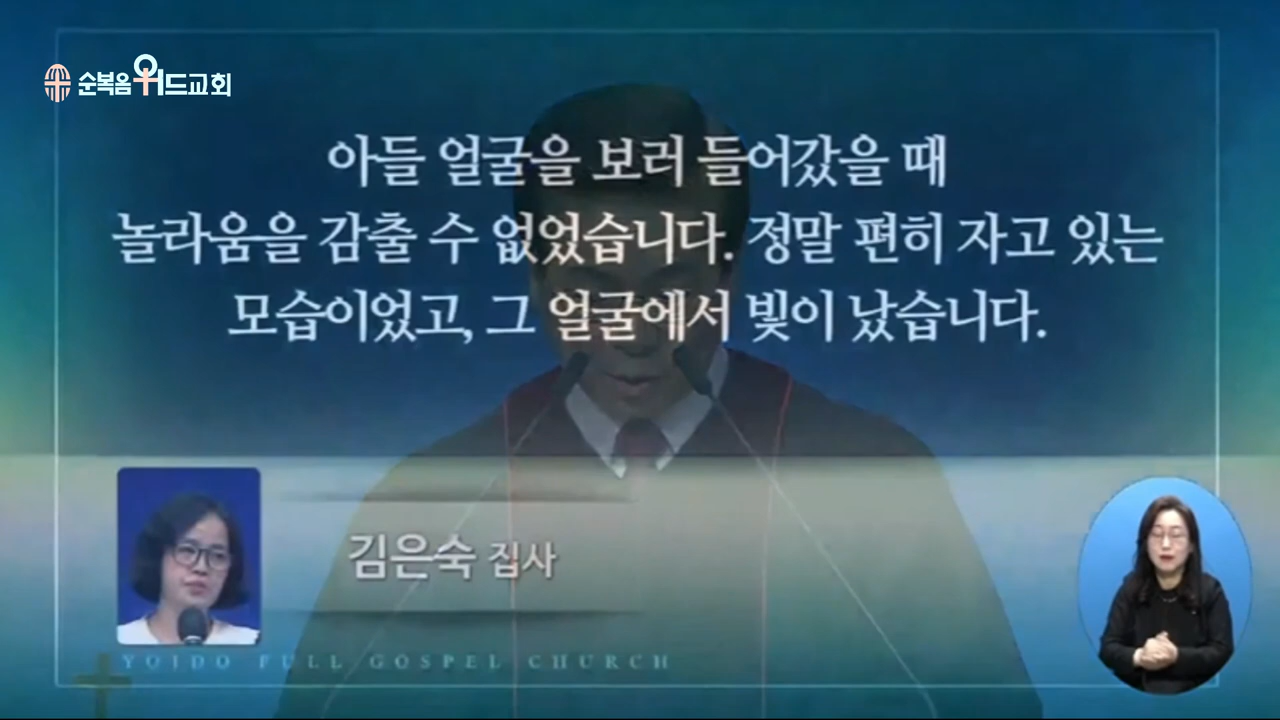 순복음위드교회
아들 얼굴을 보러 들어갔을 때
놀라움을 감출 수 없었습니다. 정말 편히 자고 있는
모습이었고, 그 얼굴에서 빛이 났습니다.
김은숙 집사
YOIDO FULL GOSPEL CHURCH